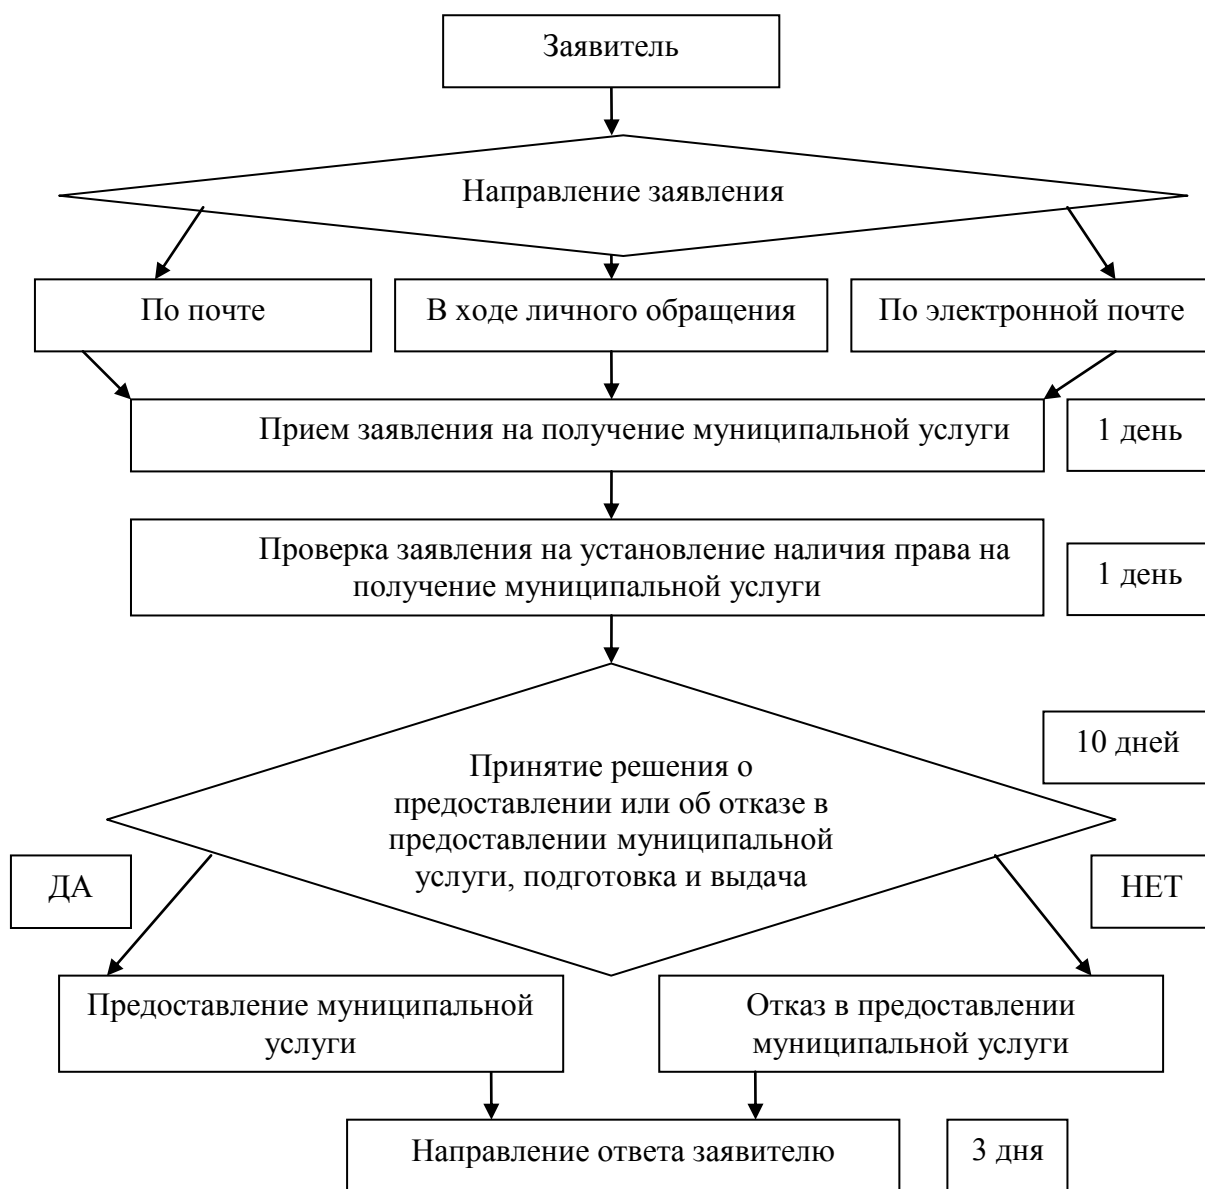 Заявитель
Направление заявления
По почте
В ходе личного обращения
По электронной почте
Прием заявления на получение муниципальной услуги
1 день
Проверка заявления на установление наличия права на
получение муниципальной услуги
1 день
10 дней
Принятие решения о
предоставлении или об отказе в
предоставлении муниципальной
услуги, подготовка и выдача
ДА
НЕТ
Предоставление муниципальной
услуги
Отказ в предоставлении
муниципальной услуги
Направление ответа заявителю
3 дня